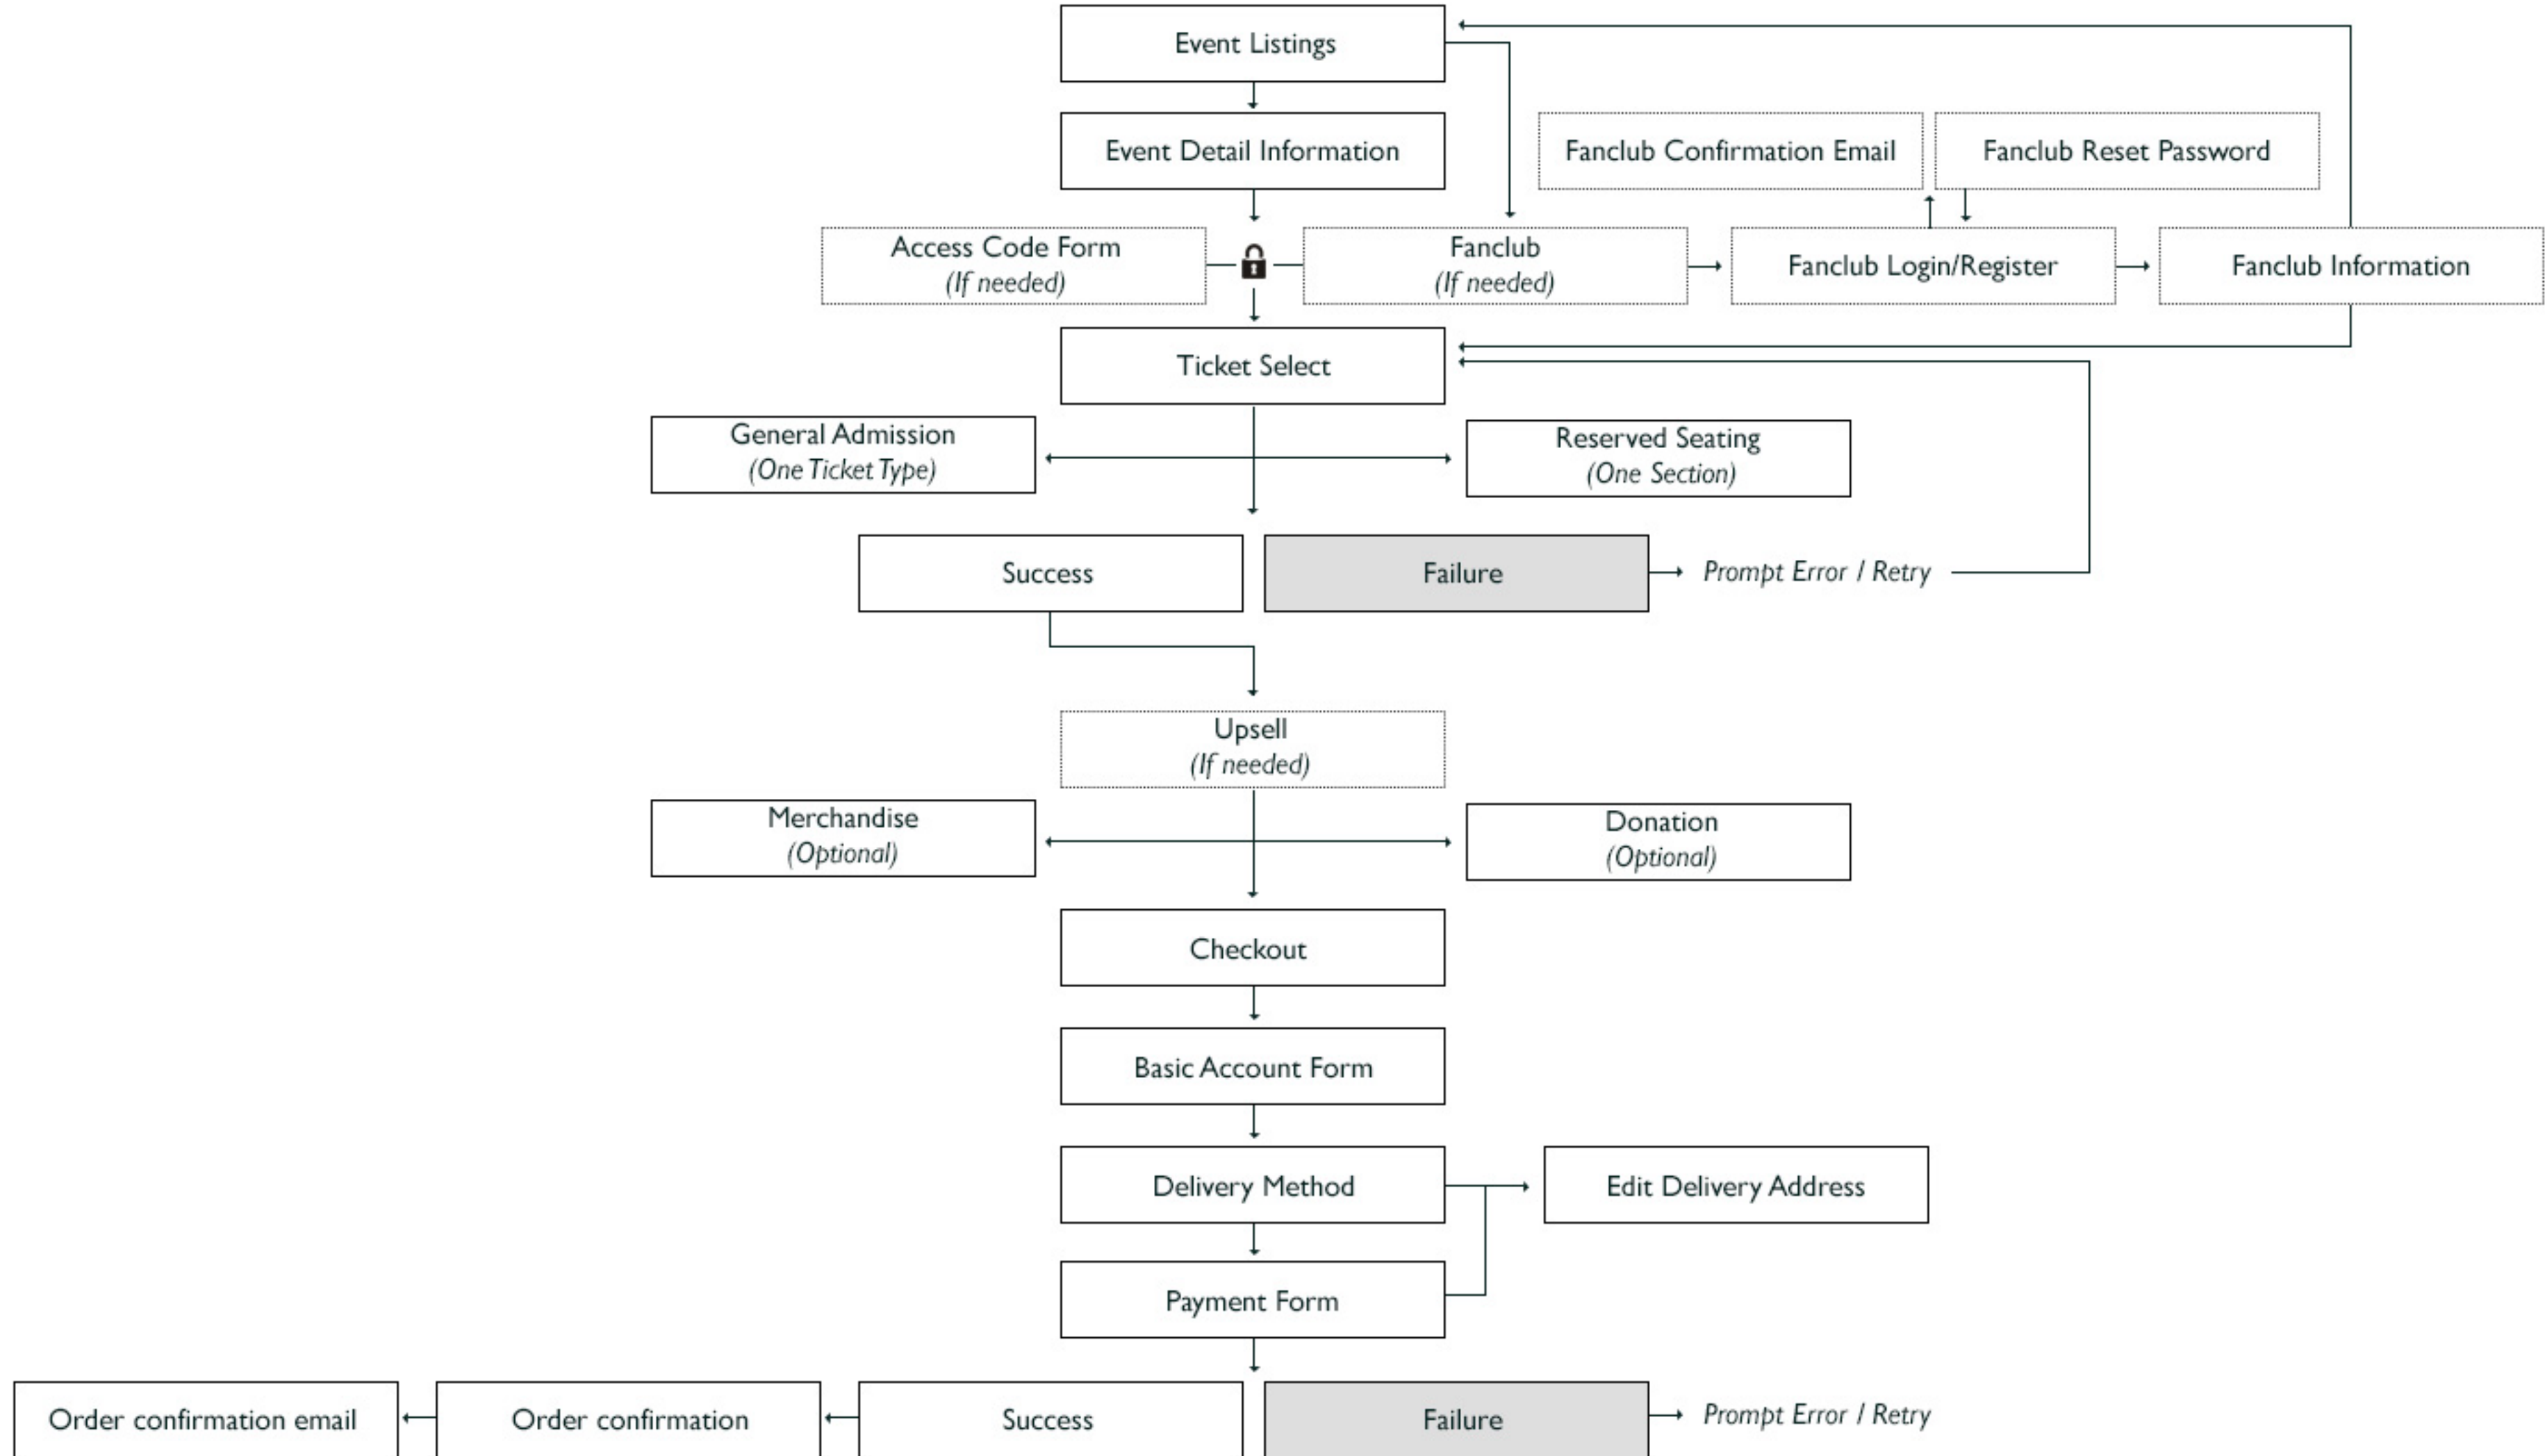 Event Listings
Event Detail Information
Fanclub Confirmation Email
Fanclub Reset Password
Access Code Form
(If needed)
Fanclub
(If needed)
Fanclub Login/Register
Fanclub Information
Ticket Select
General Admission
(One Ticket Type)
Reserved Seating
(One Section)
Success
Failure
Prompt Error / Retry
Upsell
(If needed)
Merchandise
(Optional)
Donation
(Optional)
Checkout
Basic Account Form
Delivery Method
Edit Delivery Address
Payment Form
Order confirmation email
Order confirmation
Success
Failure
Prompt Error / Retry